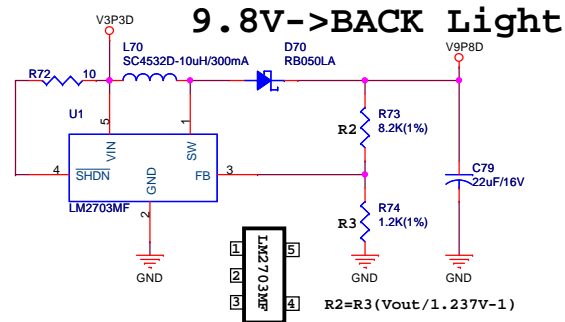 9.8V->BACK Light
V3P3D
L70
SC4532D-10uH/300mA
D70
RB050LA
V9P8D
R72
10
U1
5
1
VIN
SW
R2
R73
8.2K(1%)
4
SHDN
GND
FB
3
C79
22uF/16V
LM2703MF
2
R3
R74
1.2K(1%)
GND
GND
GND
1
2
3
LM2703MF
5
4
R2=R3(Vout/1.237V-1)